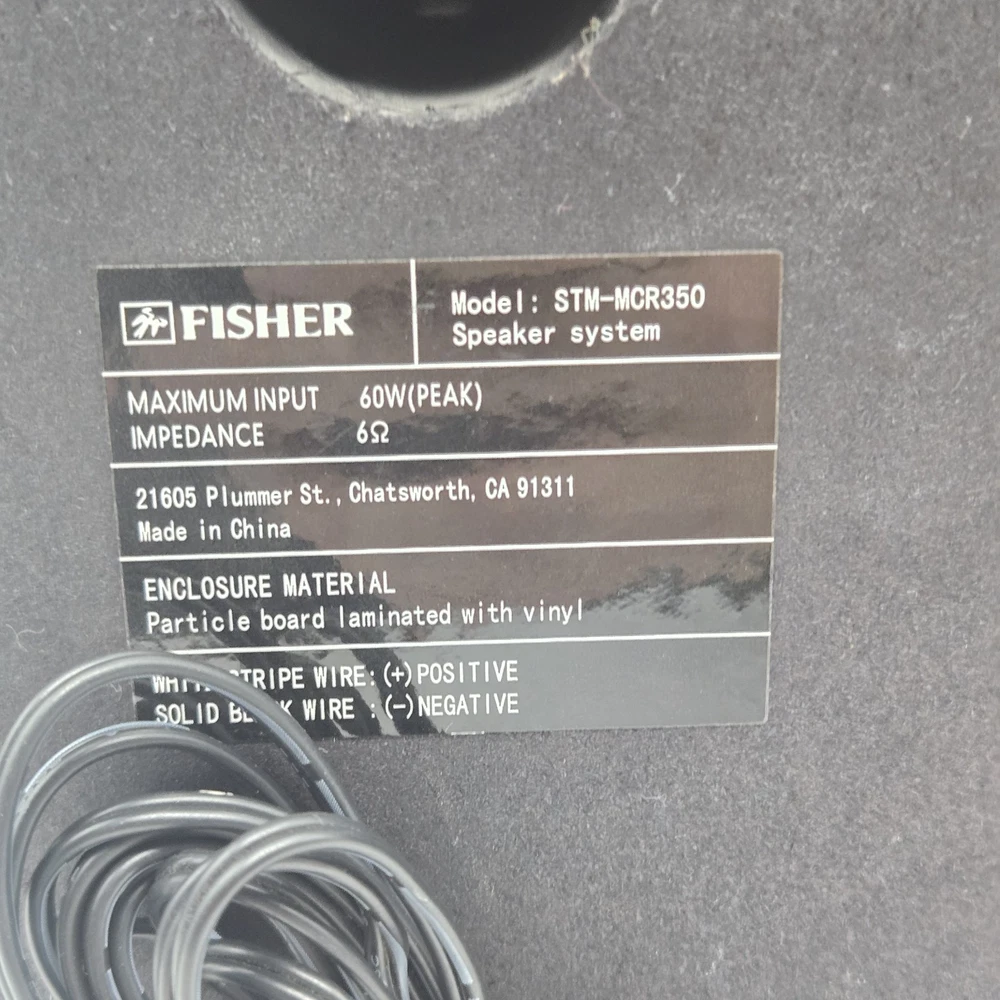 FISHER
Model: STM-MCR350
Speaker system
MAXIMUM INPUT 60W(PEAK)
IMPEDANCE 6Ω
21605 Plummer St., Chatsworth, CA 91311
Made in China
ENCLOSURE MATERIAL
Particle board laminated with vinyl
STRIPE WIRE: (+) POSITIVE
SOLID WIRE : (-) NEGATIVE